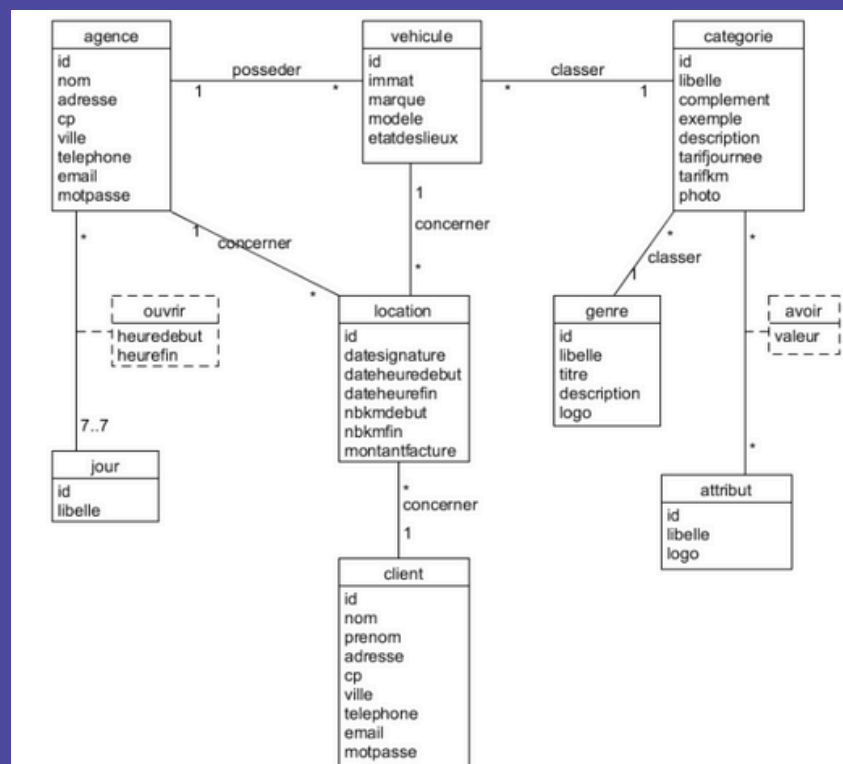 agence
id
nom
adresse
cp
ville
telephone
email
motpasse
posseder
1 *
vehicule
id
immat
marque
modele
etatdeslieux
classer
* 1
categorie
id
libelle
complement
exemple
description
tarifjournee
tarifkm
photo
1
concerner
*
1
concerner
*
*
ouvrir
heuredebut
heurefin
7..7
jour
id
libelle
location
id
datesignature
dateheuredebut
dateheurefin
nbkmdebut
nbkmfin
montantfacture
*
classer
1
genre
id
libelle
titre
description
logo
*
avoir
valeur
*
attribut
id
libelle
logo
*
concerner
1
client
id
nom
prenom
adresse
cp
ville
telephone
email
motpasse